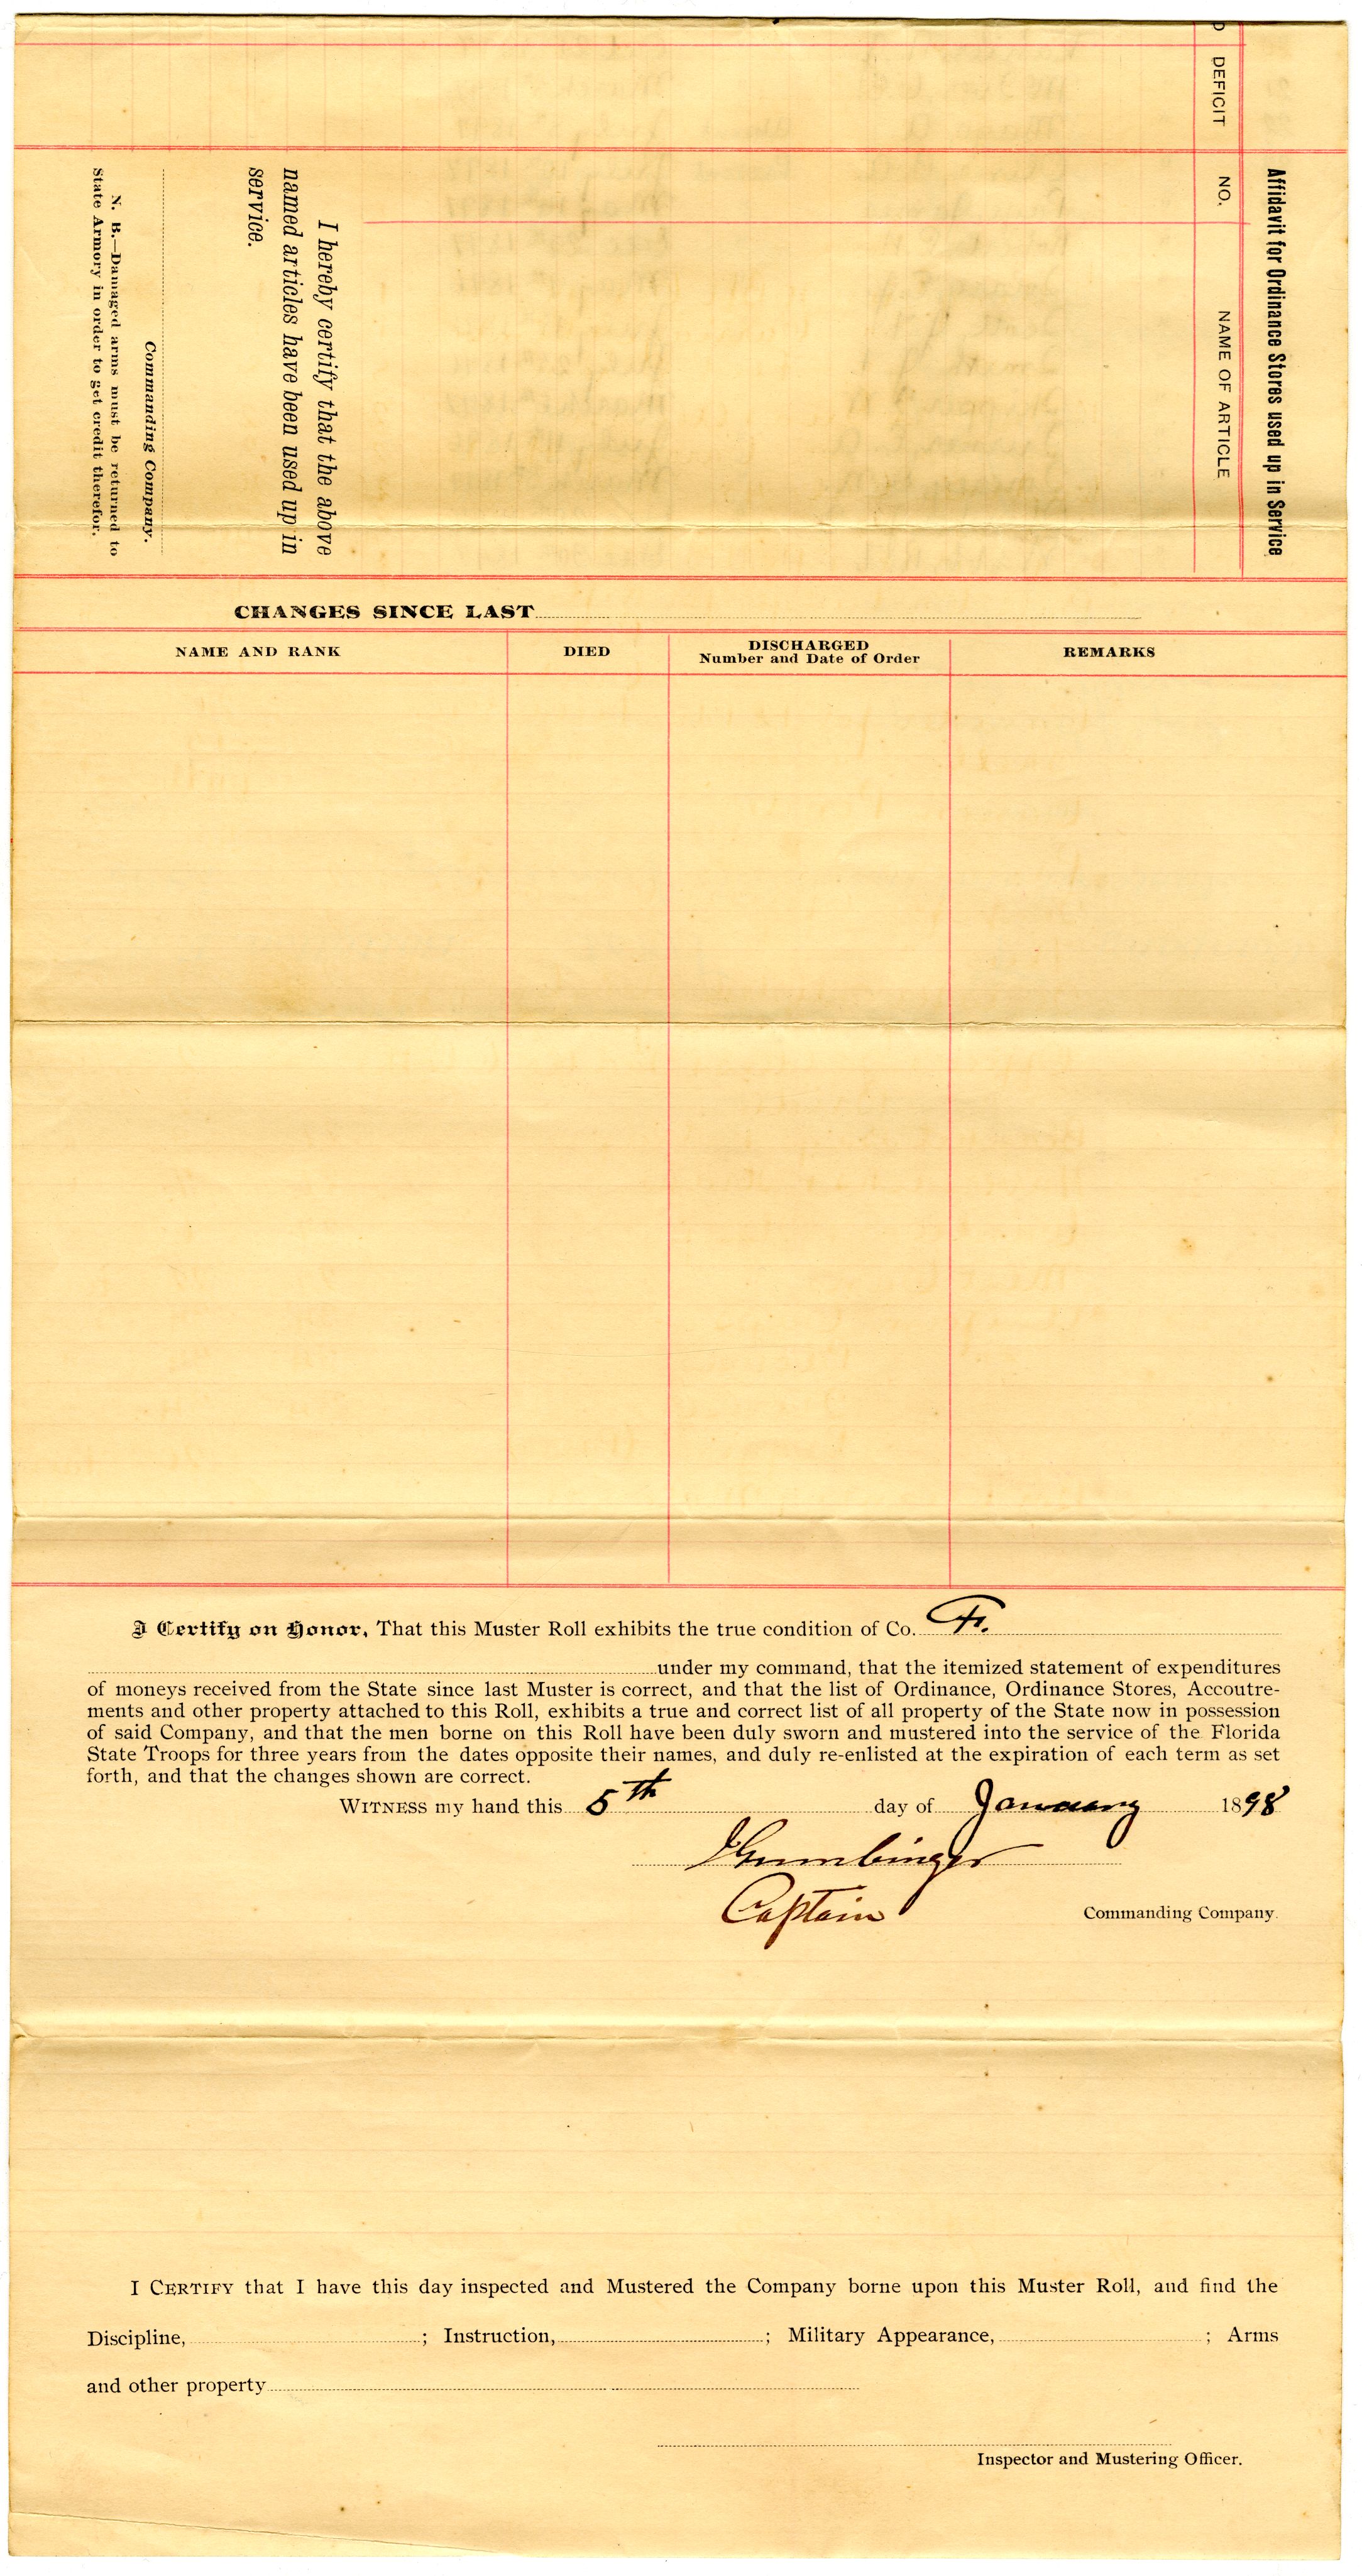 D DEFICIT
Affidavit for Ordinance Stores used up in Service
NO. NAME OF ARTICLE
I hereby certify that the above
named articles have been used up in
service.
Commanding Company.
N. B.—Damaged arms must be returned to
State Armory in order to get credit therefor.
CHANGES SINCE LAST
NAME AND RANK DIED DISCHARGED REMARKS
Number and Date of Order
I Certify on Honor, That this Muster Roll exhibits the true condition of Co. F.
under my command, that the itemized statement of expenditures
of moneys received from the State since last Muster is correct, and that the list of Ordinance, Ordinance Stores, Accoutre-
ments and other property attached to this Roll, exhibits a true and correct list of all property of the State now in possession
of said Company, and that the men borne on this Roll have been duly sworn and mustered into the service of the Florida
State Troops for three years from the dates opposite their names, and duly re-enlisted at the expiration of each term as set
forth, and that the changes shown are correct.
WITNESS my hand this 5th day of January 1898
JGumbinger
Captain Commanding Company.
I CERTIFY that I have this day inspected and Mustered the Company borne upon this Muster Roll, and find the
Discipline, ; Instruction, ; Military Appearance, ; Arms
and other property
Inspector and Mustering Officer.